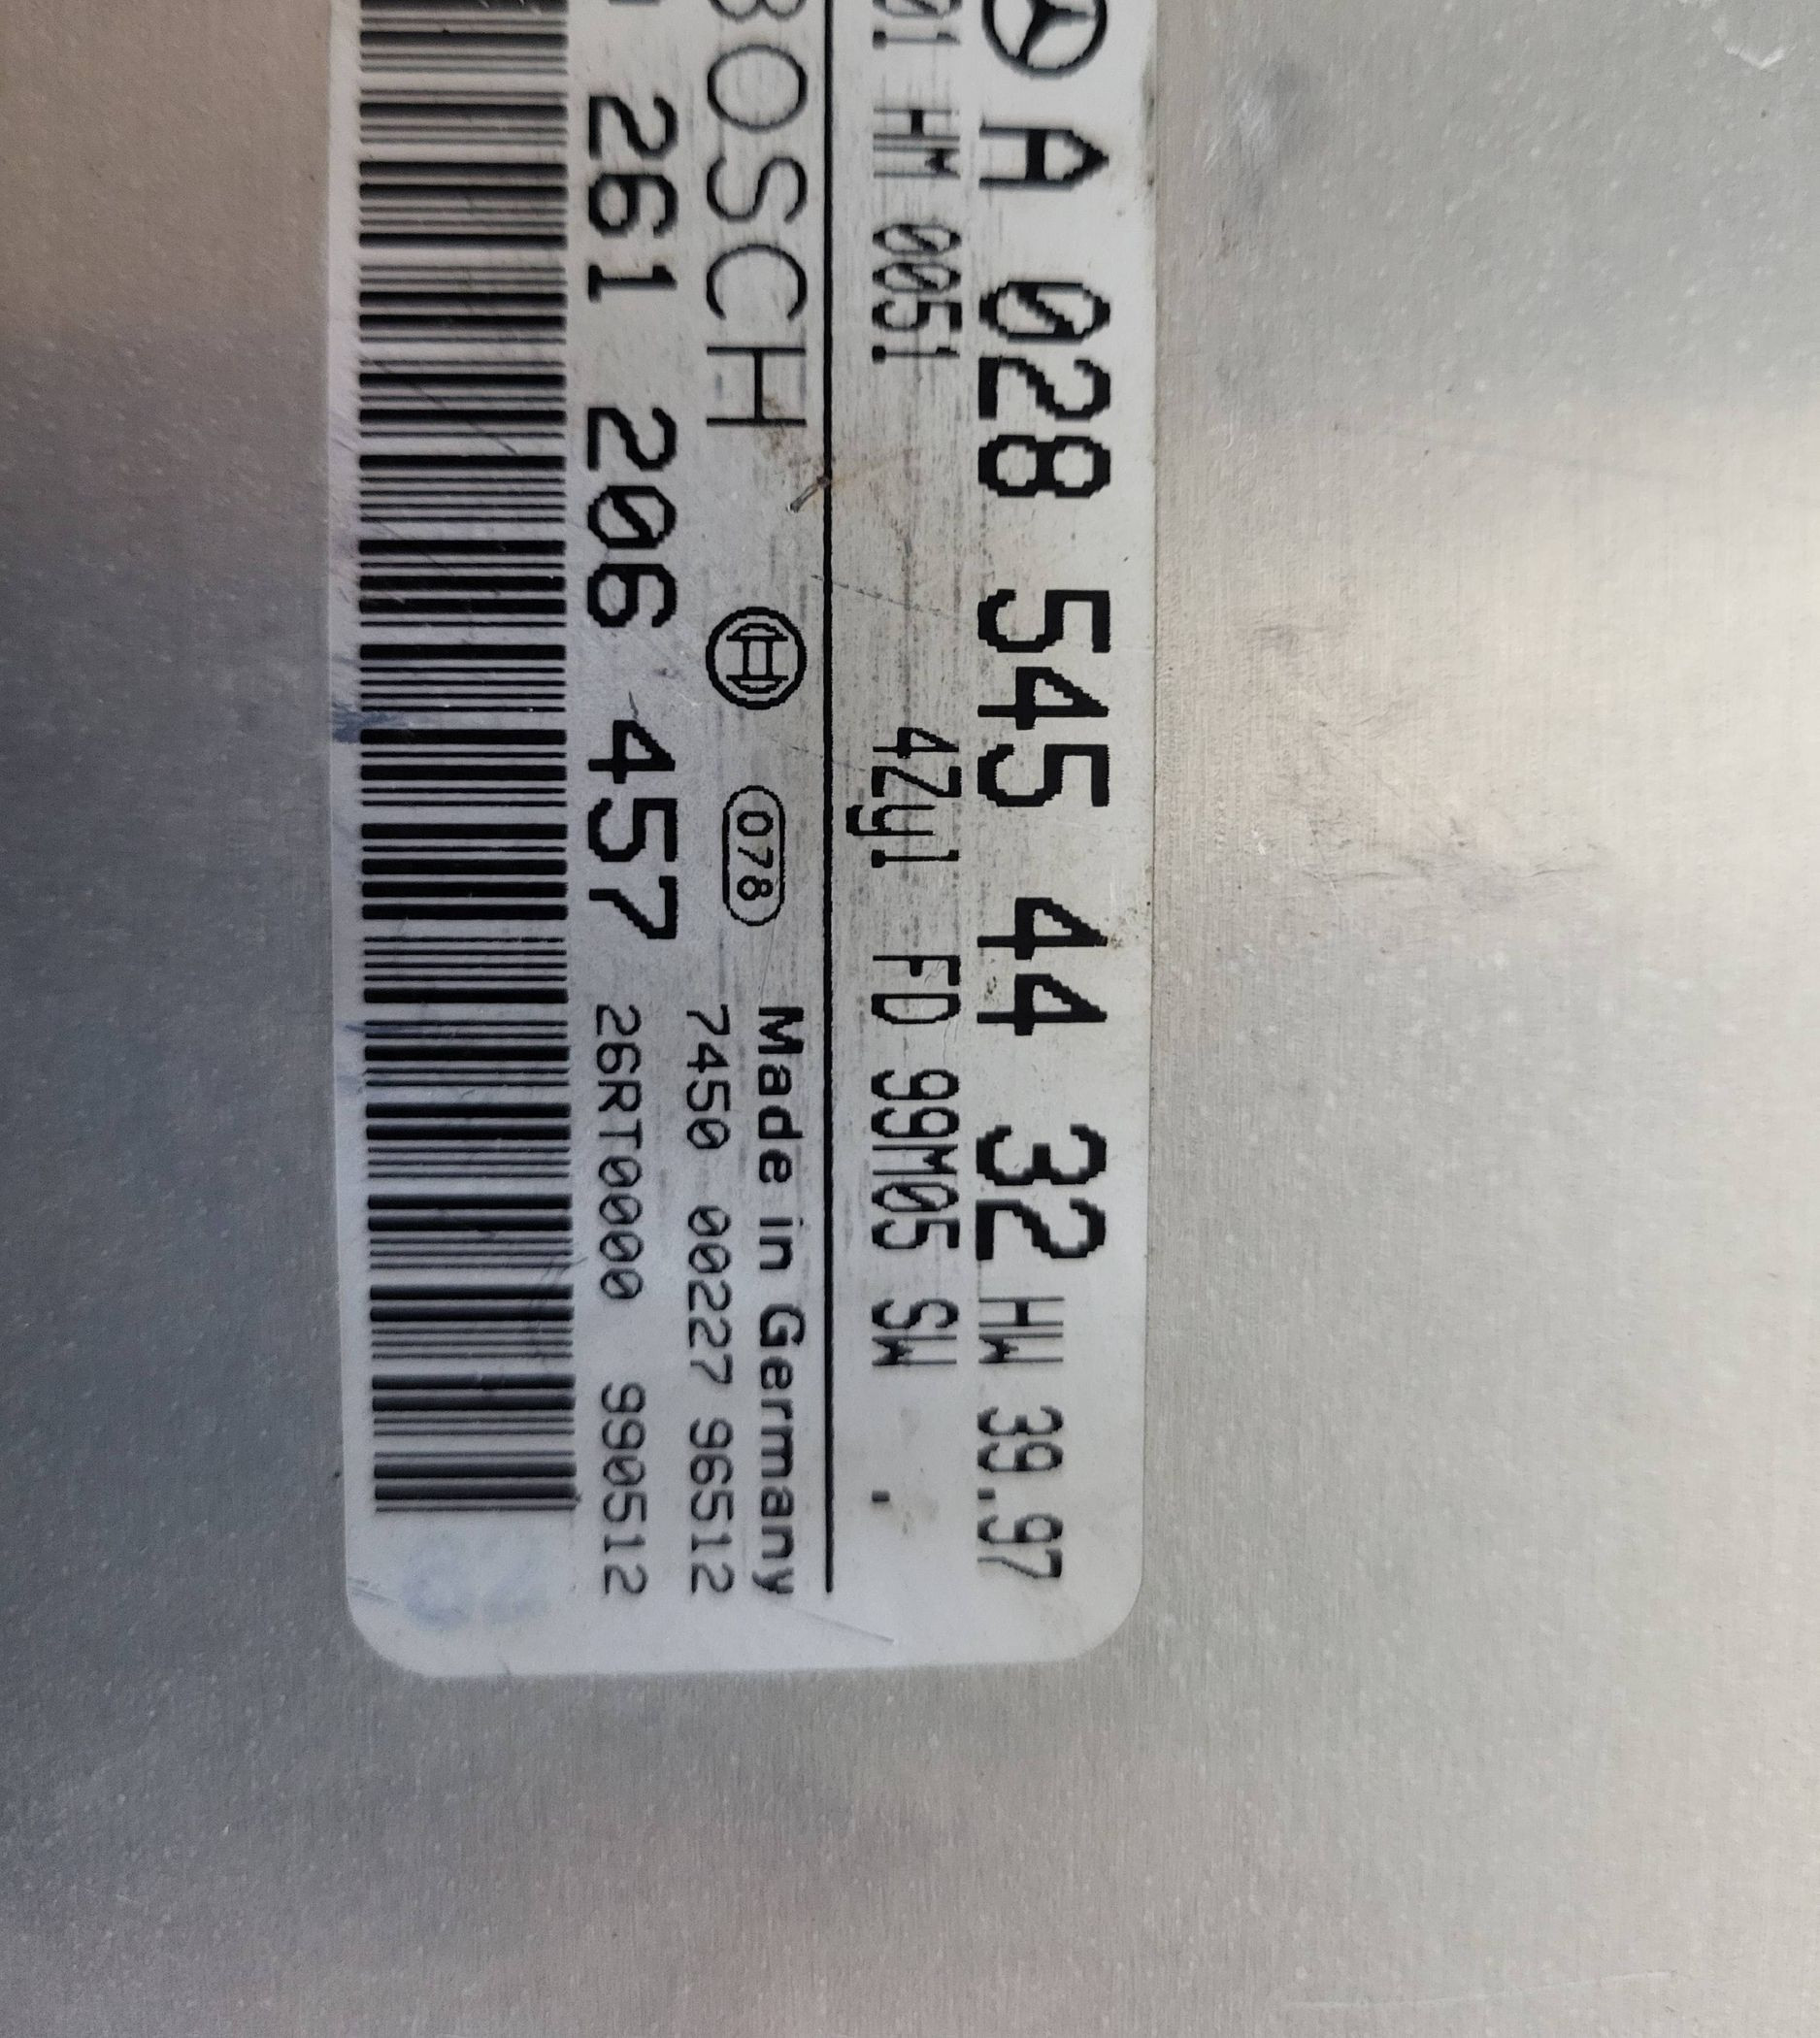 A 028 545 44 32 HW 39.97
01 HM 0051 4Zyl FD 99M05 SW .
BOSCH 078 Made in Germany
7450 00227 96512
261 206 457 26RT0000 990512